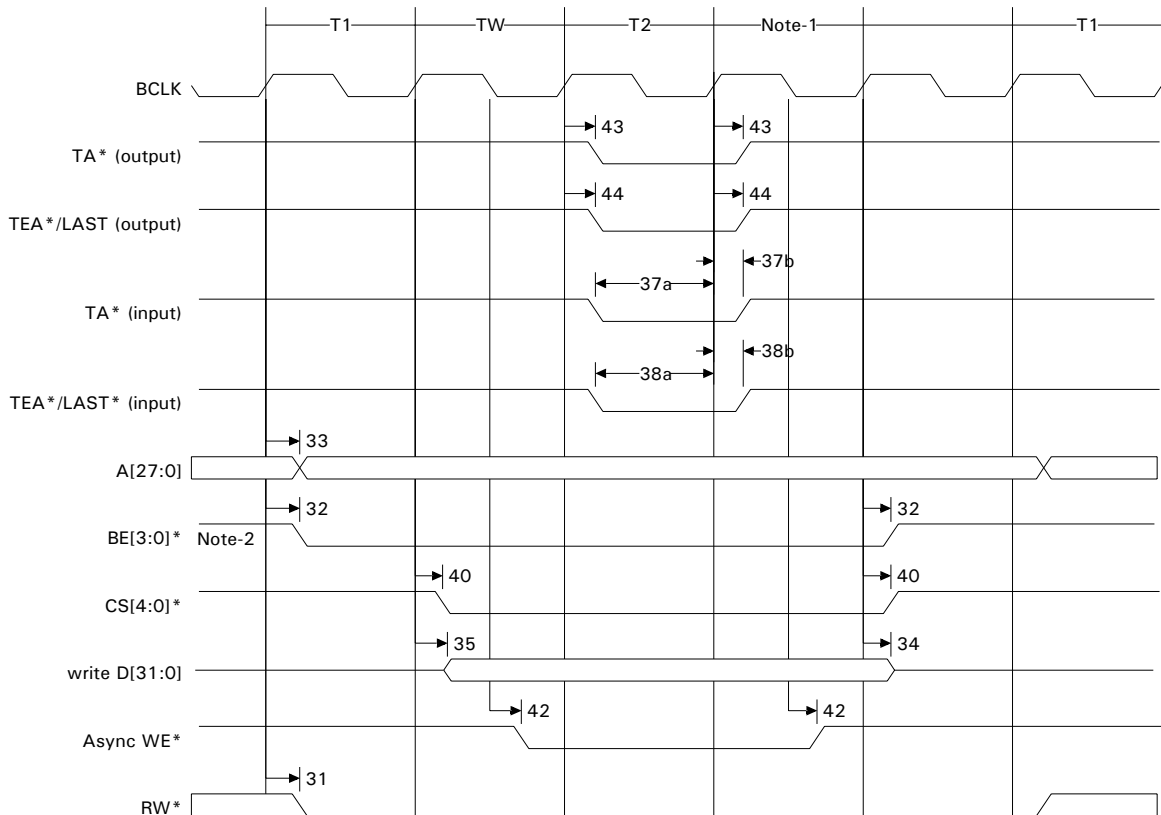 T1 TW T2 Note-1 T1
BCLK
43 43
TA* (output)
44 44
TEA*/LAST (output)
37b
37a
TA* (input)
38b
38a
TEA*/LAST* (input)
33
A[27:0]
32 32
BE[3:0]* Note-2
40 40
CS[4:0]*
35 34
write D[31:0]
42 42
Async WE*
31
RW*